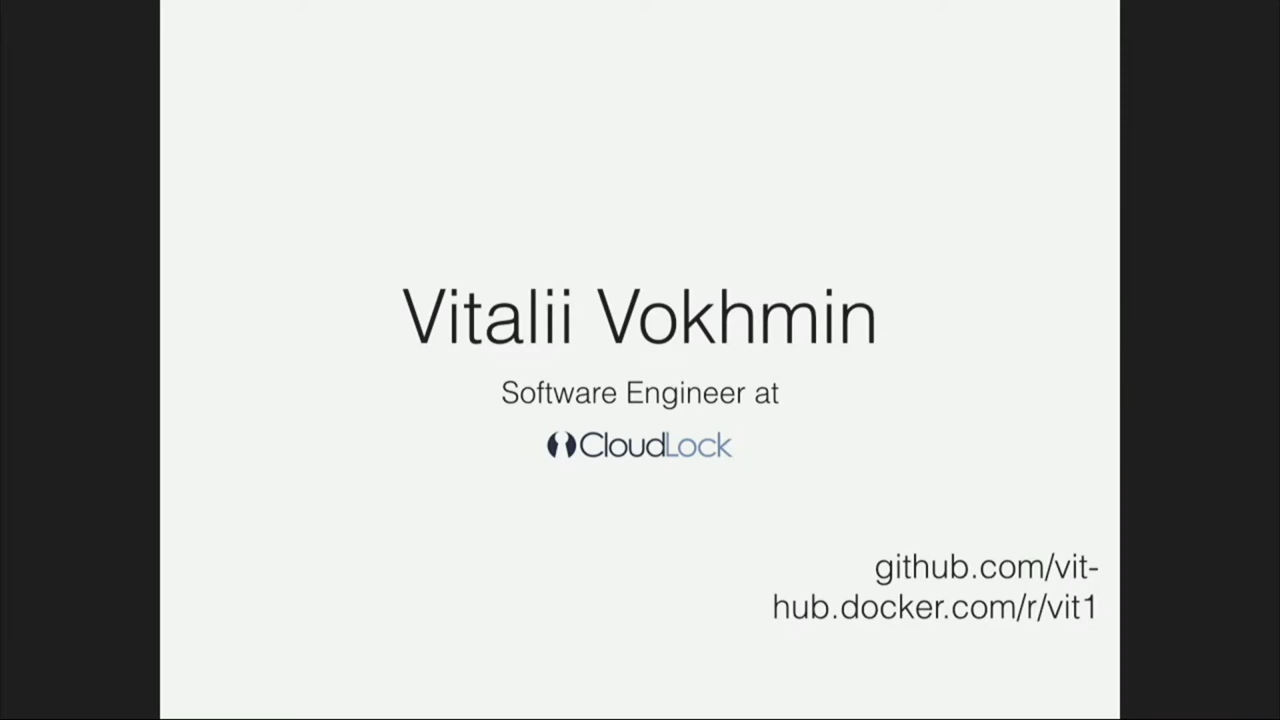 Vitalii Vokhmin
Software Engineer at
CloudLock
github.com/vit-
hub.docker.com/r/vit1